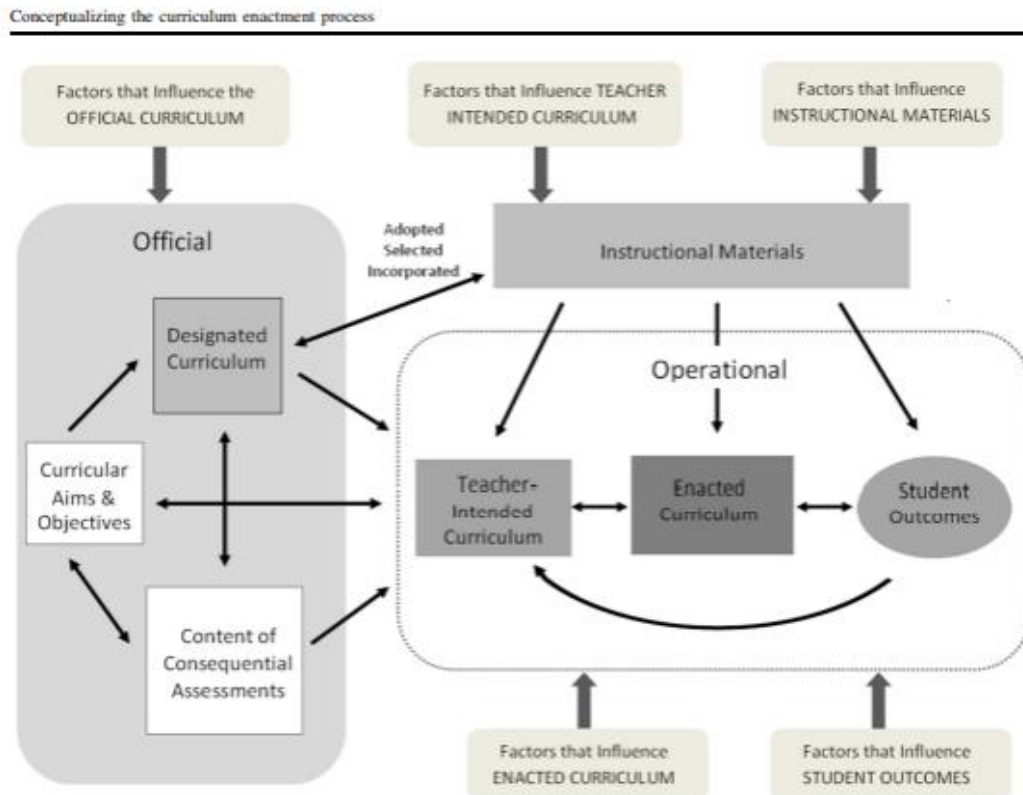 Conceptualizing the curriculum enactment process
Factors that Influence the
OFFICIAL CURRICULUM
Factors that Influence TEACHER
INTENDED CURRICULUM
Factors that Influence
INSTRUCTIONAL MATERIALS
Official
Adopted
Selected
Incorporated
Instructional Materials
Designated
Curriculum
Operational
Curricular
Aims &
Objectives
Teacher-
Intended
Curriculum
Enacted
Curriculum
Student
Outcomes
Content of
Consequential
Assessments
Factors that Influence
ENACTED CURRICULUM
Factors that Influence
STUDENT OUTCOMES